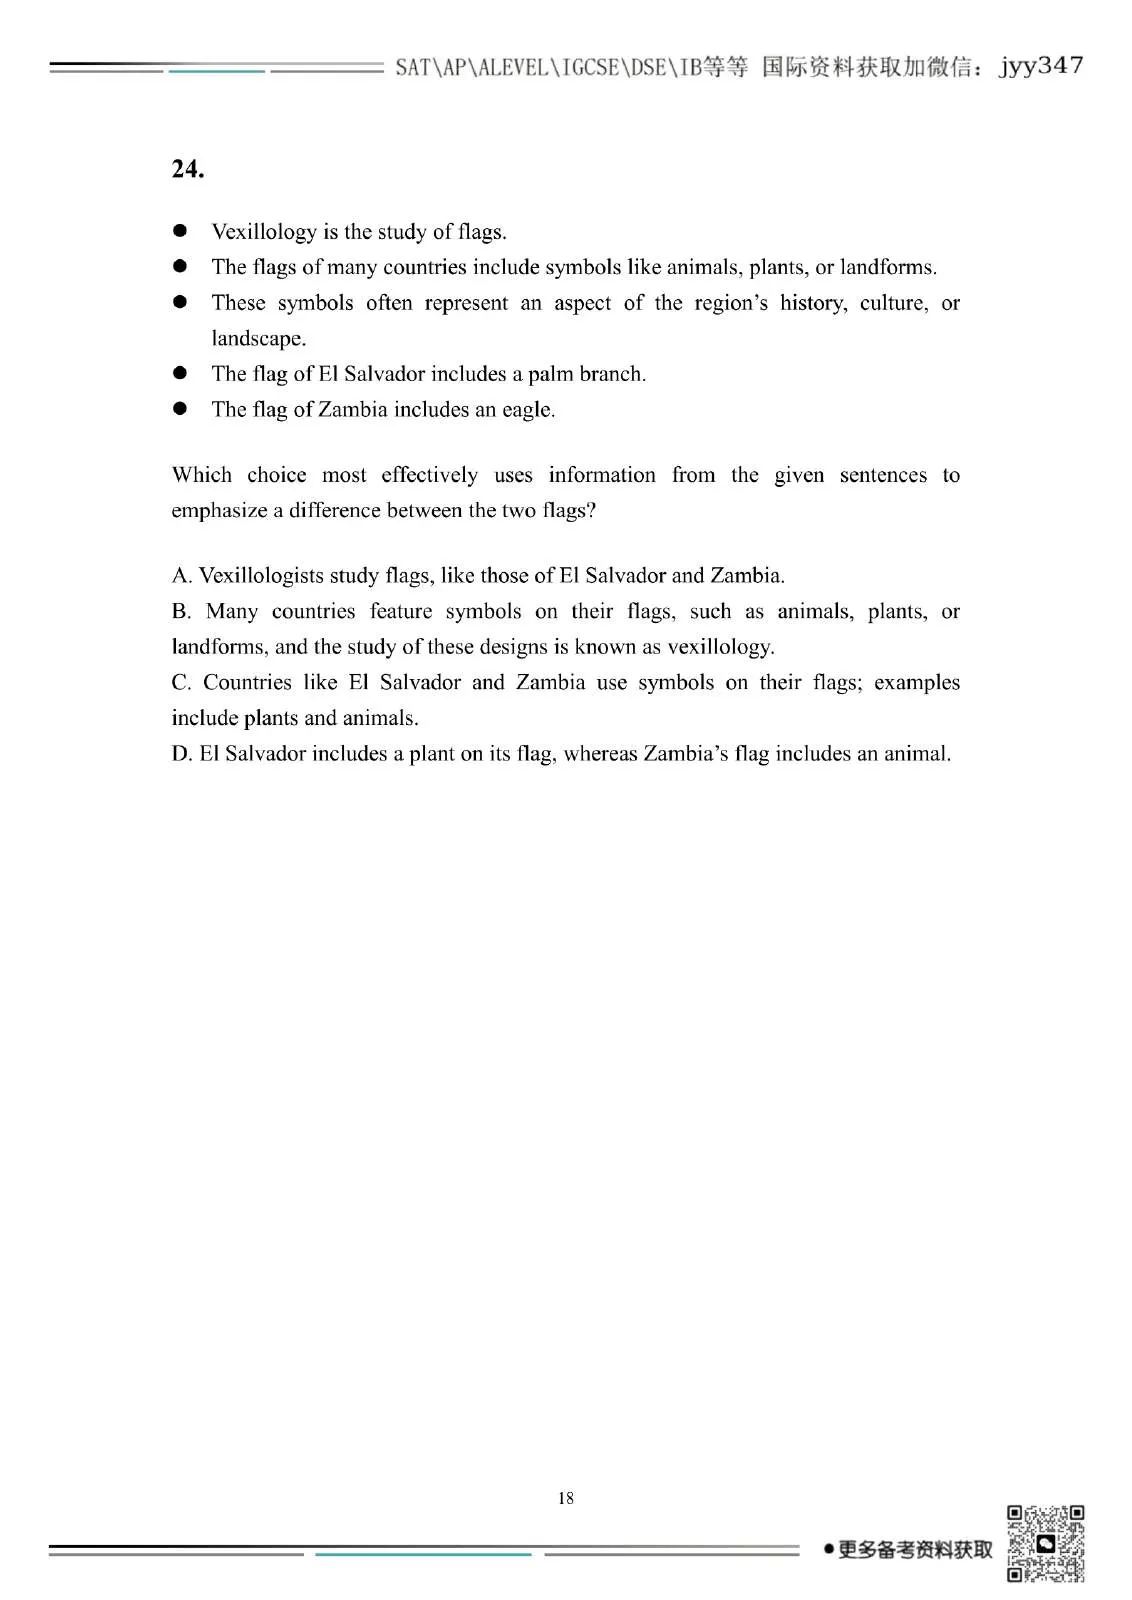 SAT\AP\ALEVEL\IGCSE\DSE\IB等等 国际资料获取加微信：jyy347
24.
● Vexillology is the study of flags.
● The flags of many countries include symbols like animals, plants, or landforms.
● These symbols often represent an aspect of the region’s history, culture, or
landscape.
● The flag of El Salvador includes a palm branch.
● The flag of Zambia includes an eagle.
Which choice most effectively uses information from the given sentences to
emphasize a difference between the two flags?
A. Vexillologists study flags, like those of El Salvador and Zambia.
B. Many countries feature symbols on their flags, such as animals, plants, or
landforms, and the study of these designs is known as vexillology.
C. Countries like El Salvador and Zambia use symbols on their flags; examples
include plants and animals.
D. El Salvador includes a plant on its flag, whereas Zambia’s flag includes an animal.
18
●更多备考资料获取